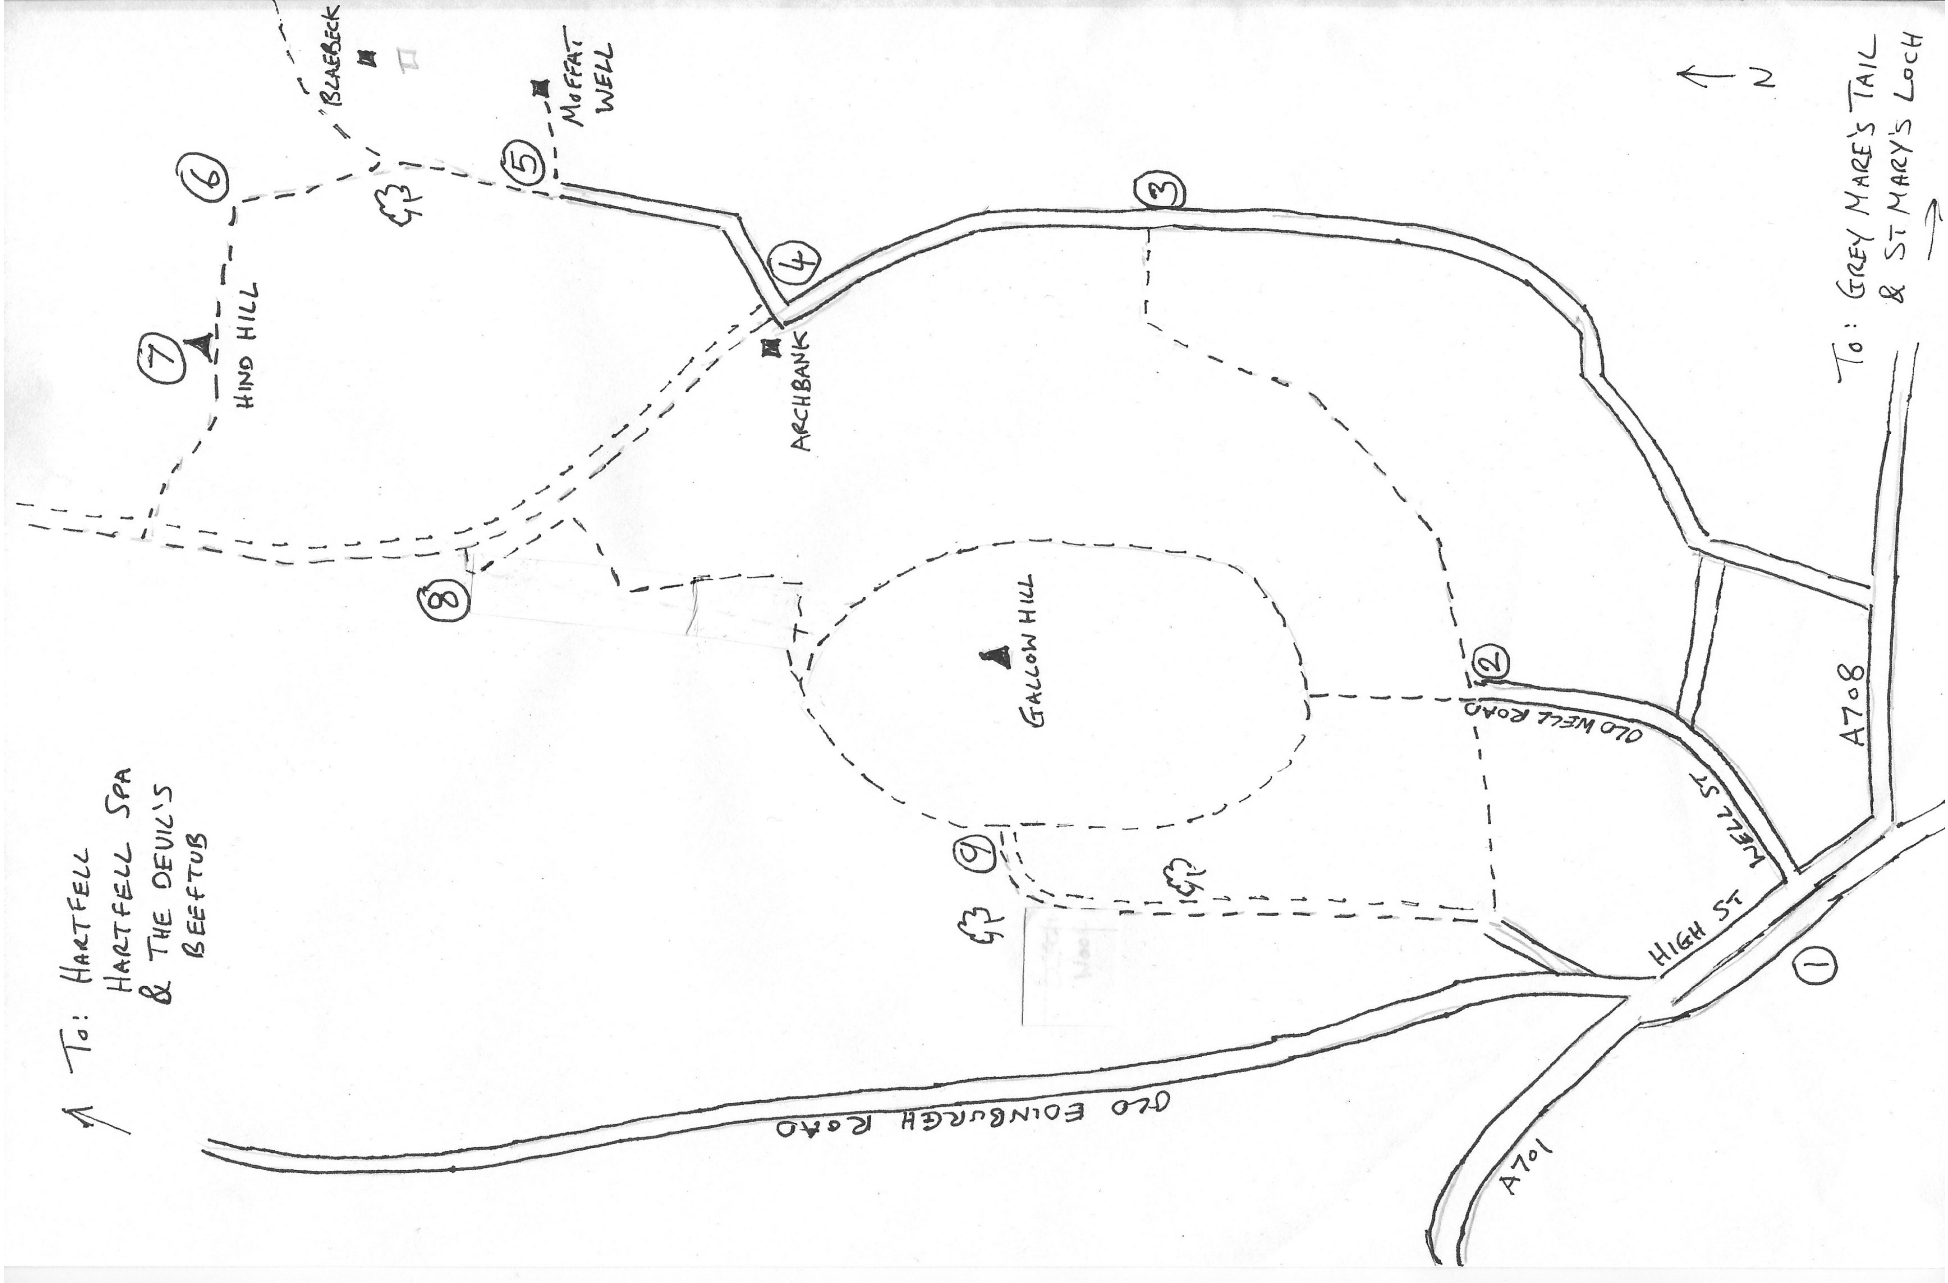 To: HARTFELL
HARTFELL SPA
& THE DEVIL'S
BEEFTUB
7
6
HIND HILL
BLAEBECK
8
5
MOFFAT
WELL
ARCHBANK
4
9
GALLOW HILL
3
OLD EDINBURGH ROAD
2
OLD WELL ROAD
A701
HIGH ST
WELL ST
1
A708
N
To: GREY MARE'S TAIL
& ST MARY'S LOCH